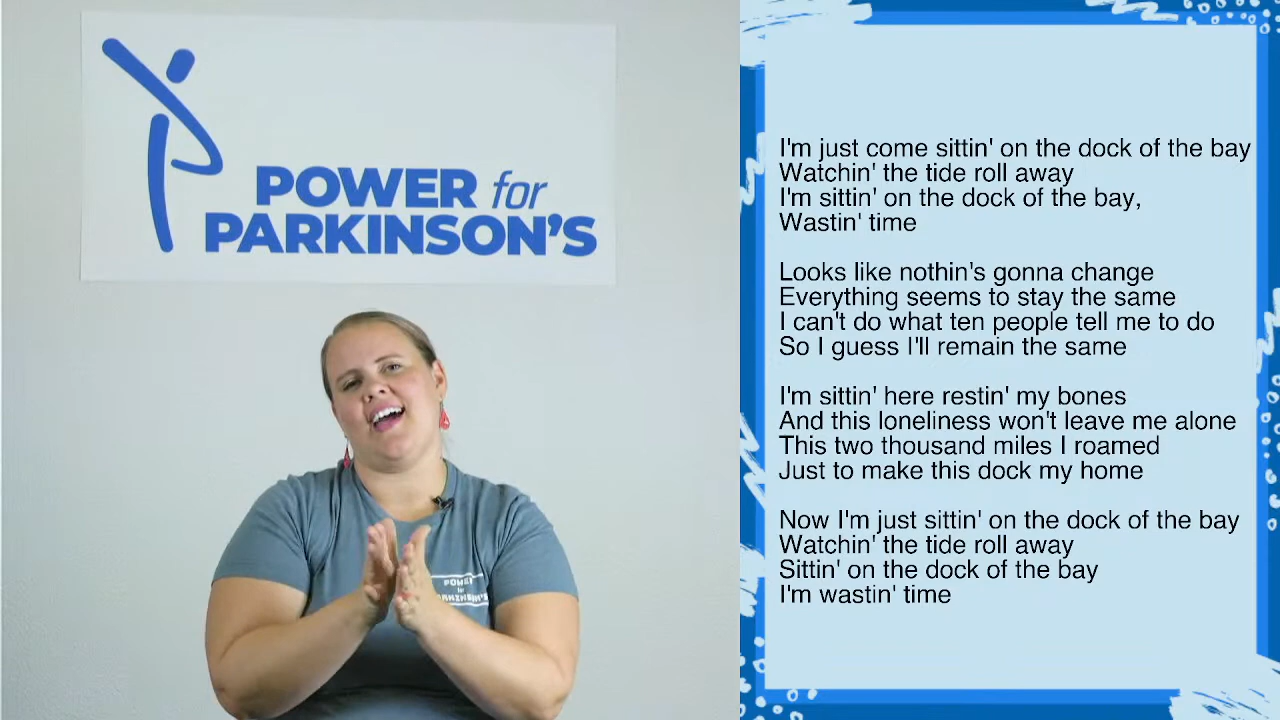 POWER for
PARKINSON'S
POWER
for
PARKINSON'S
I'm just come sittin' on the dock of the bay
Watchin' the tide roll away
I'm sittin' on the dock of the bay,
Wastin' time
Looks like nothin's gonna change
Everything seems to stay the same
I can't do what ten people tell me to do
So I guess I'll remain the same
I'm sittin' here restin' my bones
And this loneliness won't leave me alone
This two thousand miles I roamed
Just to make this dock my home
Now I'm just sittin' on the dock of the bay
Watchin' the tide roll away
Sittin' on the dock of the bay
I'm wastin' time